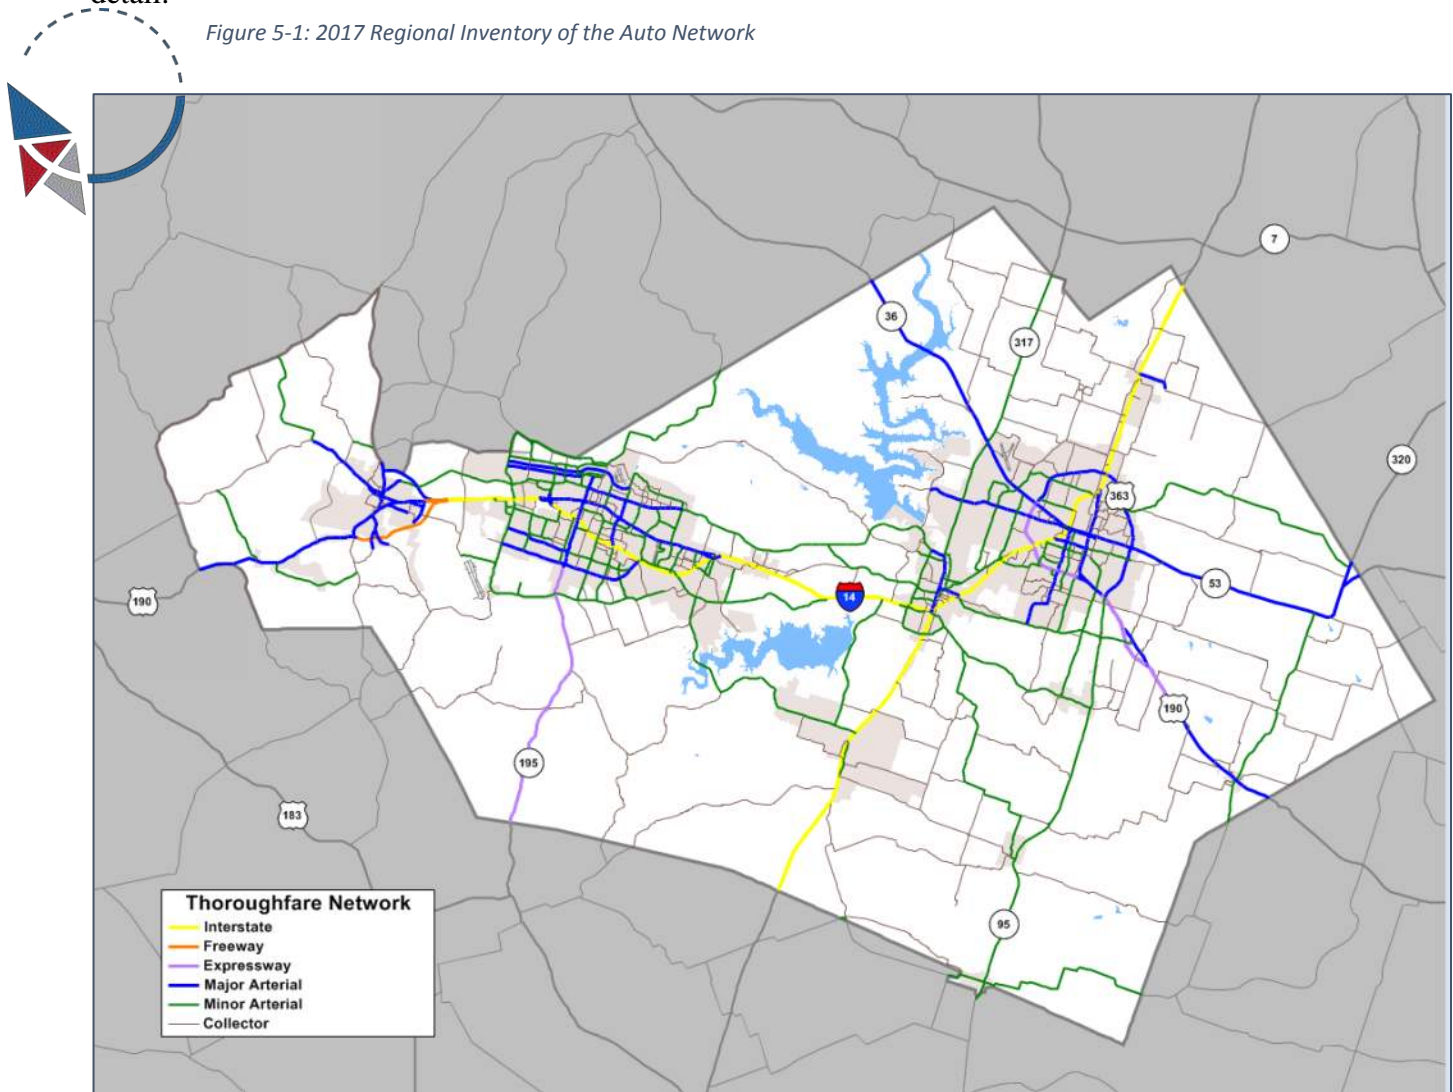 detail.
Figure 5-1: 2017 Regional Inventory of the Auto Network
7
36
317
320
363
53
190
14
190
195
183
95
Thoroughfare Network
Interstate
Freeway
Expressway
Major Arterial
Minor Arterial
Collector